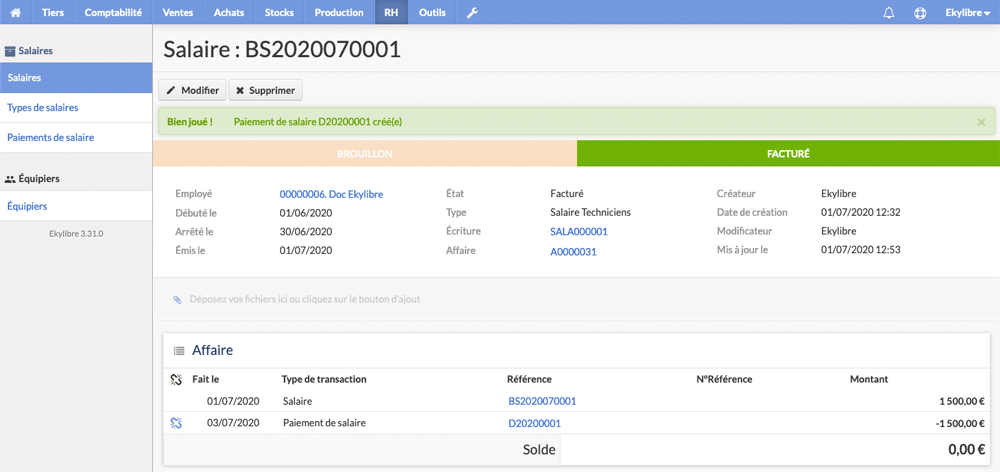 Tiers Comptabilité Ventes Achats Stocks Production RH Outils Ekylibre
Salaires
Salaires
Types de salaires
Paiements de salaire
Équipiers
Équipiers
Ekylibre 3.31.0
Salaire : BS2020070001
Modifier Supprimer
Bien joué ! Paiement de salaire D20200001 créé(e) ×
BROUILLON FACTURÉ
Employé 00000006. Doc Ekylibre État Facturé Créateur Ekylibre
Débuté le 01/06/2020 Type Salaire Techniciens Date de création 01/07/2020 12:32
Arrêté le 30/06/2020 Écriture SALA000001 Modificateur Ekylibre
Émis le 01/07/2020 Affaire A0000031 Mis à jour le 01/07/2020 12:53
Déposez vos fichiers ici ou cliquez sur le bouton d'ajout
Affaire
Fait le Type de transaction Référence N°Référence Montant
01/07/2020 Salaire BS2020070001 1 500,00 €
03/07/2020 Paiement de salaire D20200001 -1 500,00 €
Solde 0,00 €